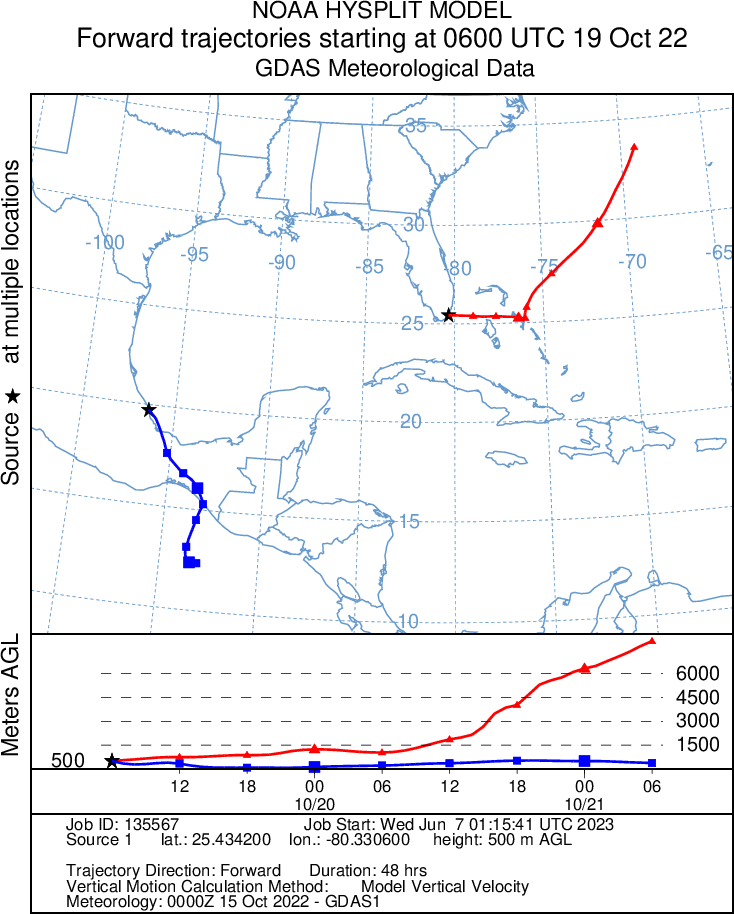 NOAA HYSPLIT MODEL
Forward trajectories starting at 0600 UTC 19 Oct 22
GDAS Meteorological Data
Source ★ at multiple locations
35
30
-100
-95
-90
-85
-80
-75
-70
-65
25
20
15
10
Meters AGL
6000
4500
3000
1500
500
12 18 00 06 12 18 00 06
10/20 10/21
Job ID: 135567 Job Start: Wed Jun 7 01:15:41 UTC 2023
Source 1 lat.: 25.434200 lon.: -80.330600 height: 500 m AGL
Trajectory Direction: Forward Duration: 48 hrs
Vertical Motion Calculation Method: Model Vertical Velocity
Meteorology: 0000Z 15 Oct 2022 - GDAS1